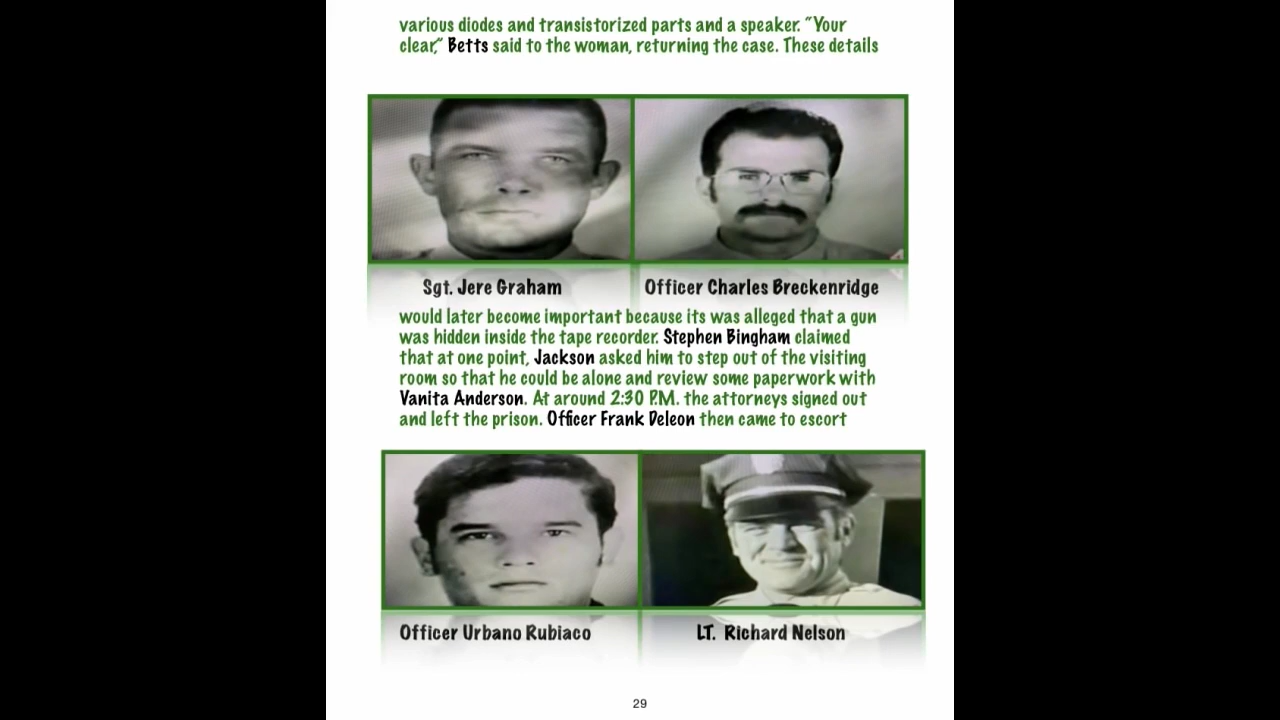 various diodes and transistorized parts and a speaker. “Your
clear,” Betts said to the woman, returning the case. These details
Sgt. Jere Graham
Officer Charles Breckenridge
would later become important because its was alleged that a gun
was hidden inside the tape recorder. Stephen Bingham claimed
that at one point, Jackson asked him to step out of the visiting
room so that he could be alone and review some paperwork with
Vanita Anderson. At around 2:30 P.M. the attorneys signed out
and left the prison. Officer Frank Deleon then came to escort
Officer Urbano Rubiaco
LT. Richard Nelson
29